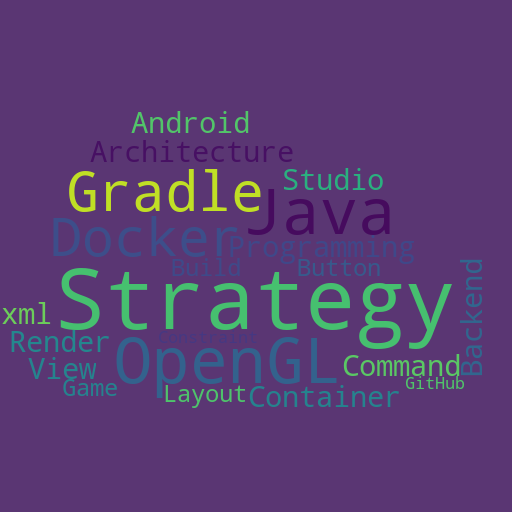 Android
Architecture
Gradle
Studio
Java
Docker
Programming
Build
Button
Strategy
Backend
xml
Render
OpenGL
View
Command
Game
GitHub
Layout
Container